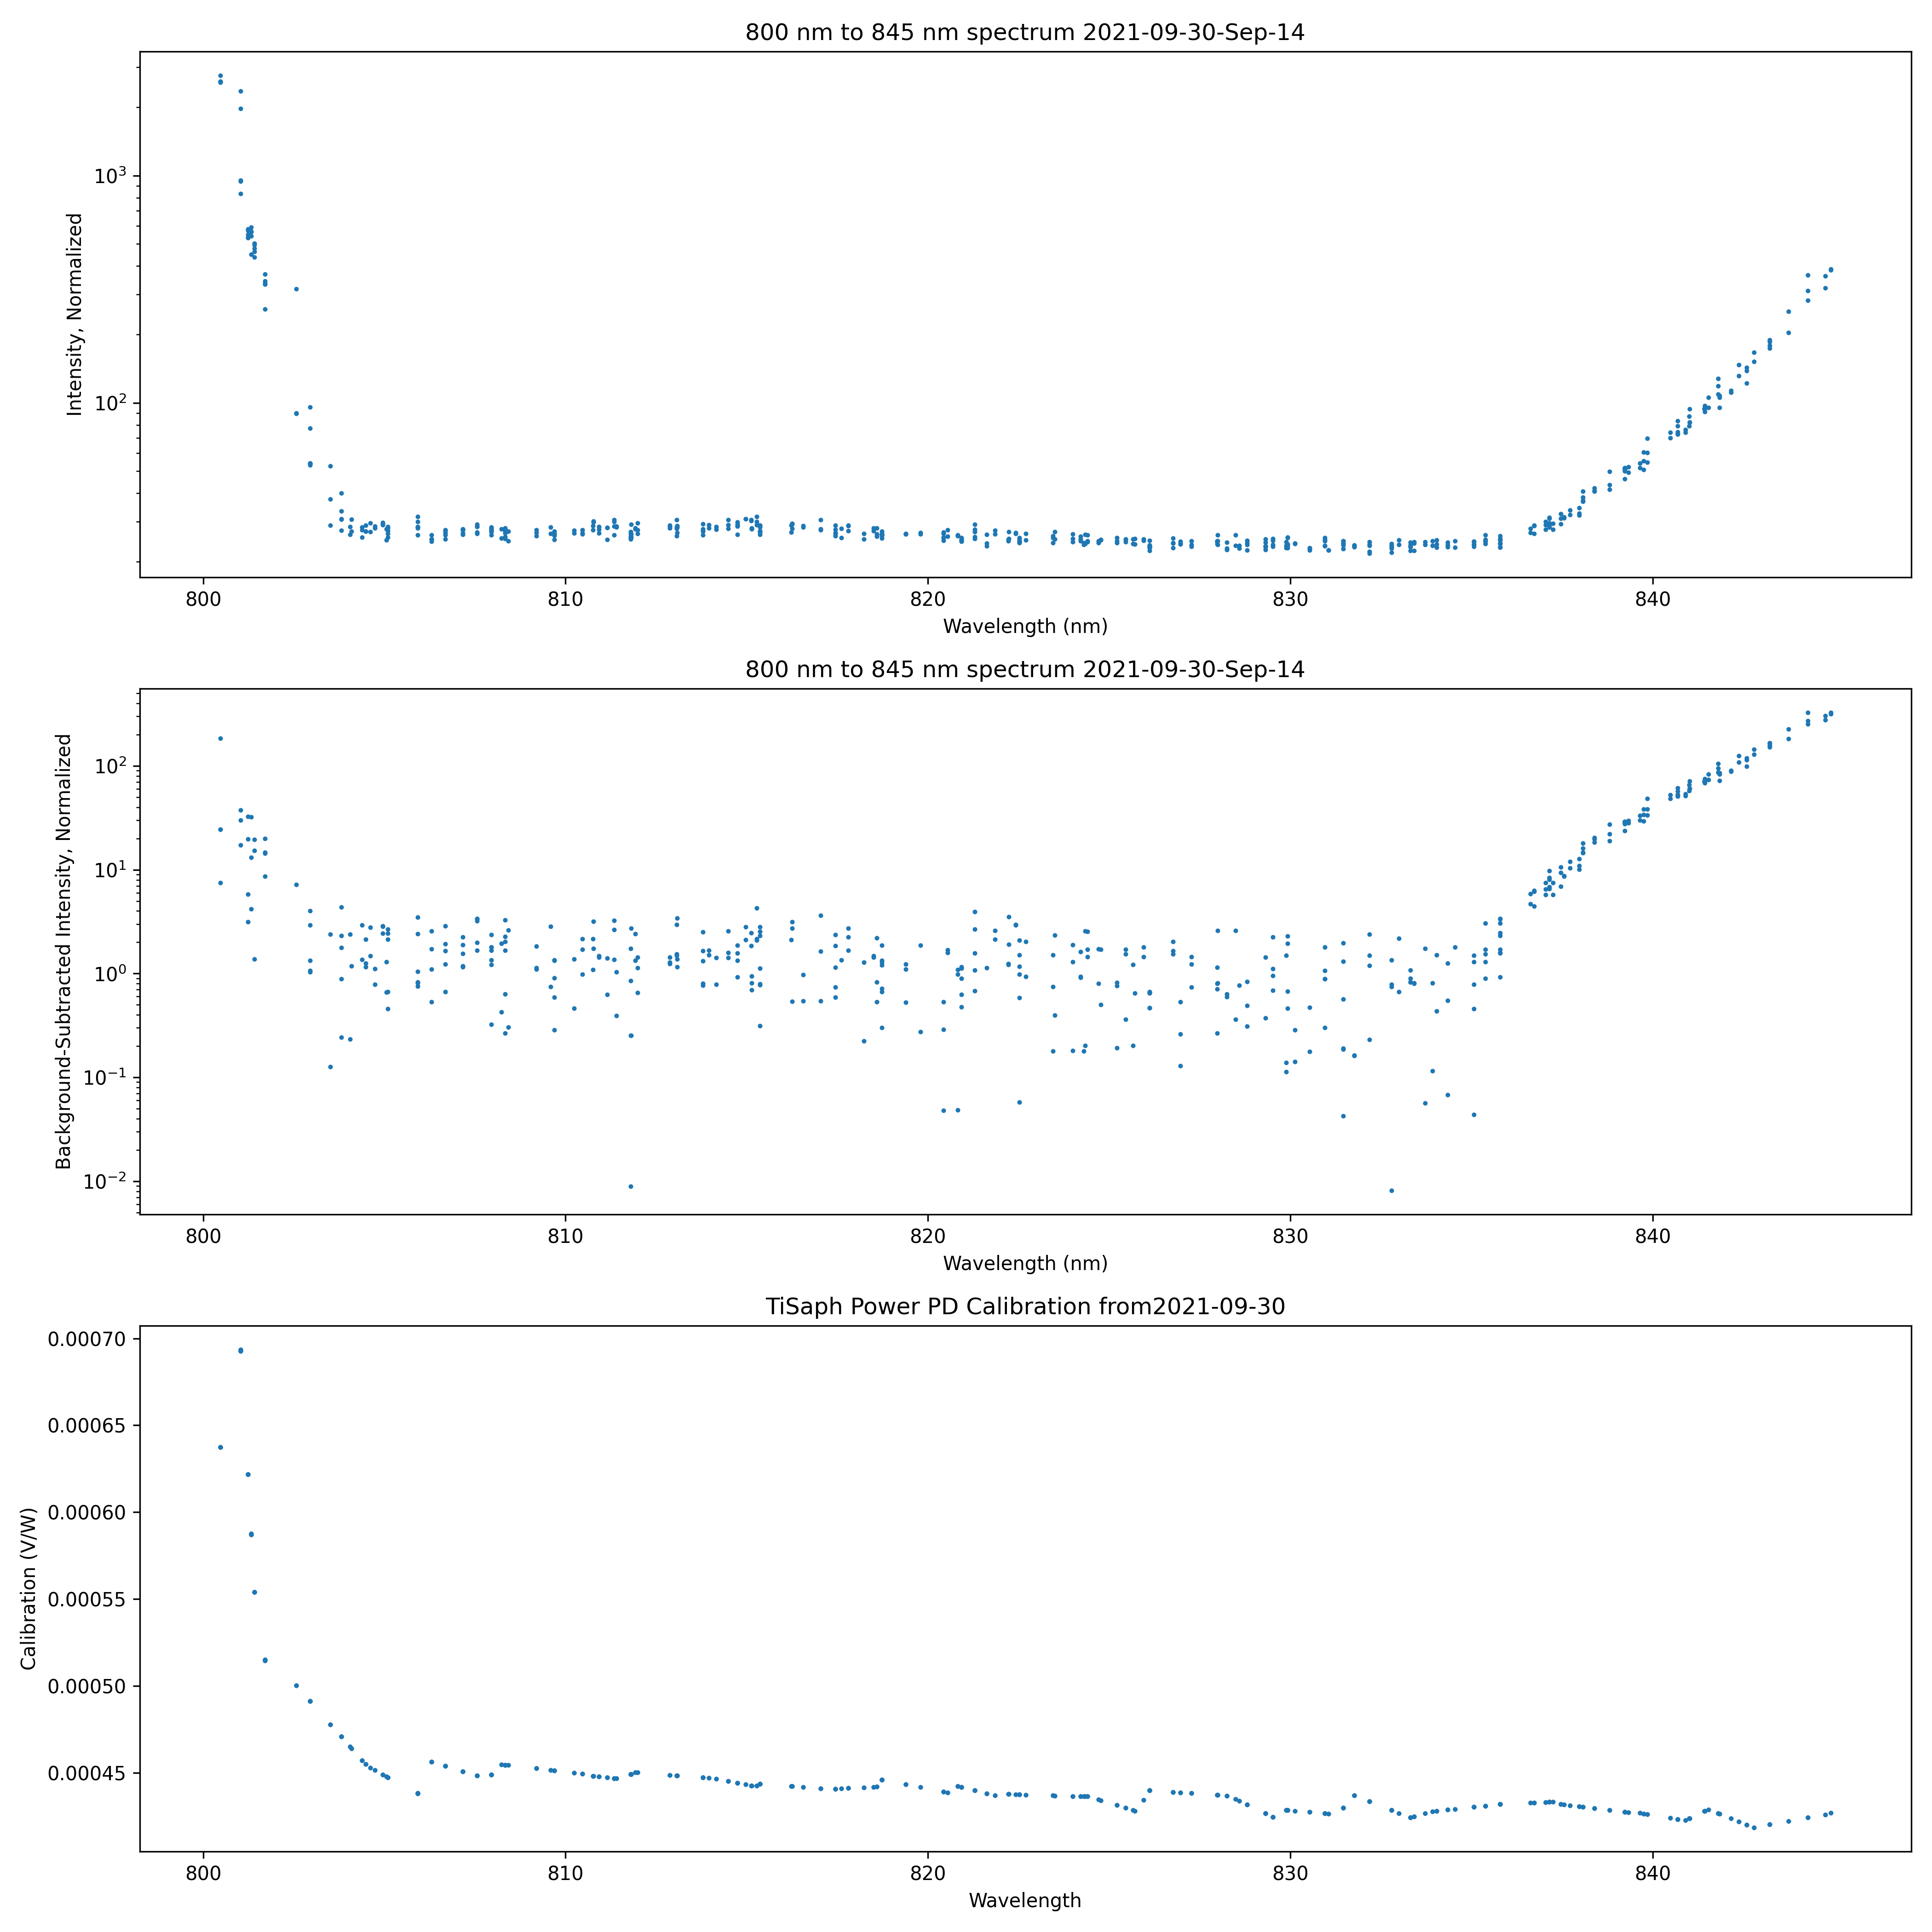 800 nm to 845 nm spectrum 2021-09-30-Sep-14
Intensity, Normalized
10³
10²
800 810 820 830 840
Wavelength (nm)
800 nm to 845 nm spectrum 2021-09-30-Sep-14
Background-Subtracted Intensity, Normalized
10²
10¹
10⁰
10⁻¹
10⁻²
800 810 820 830 840
Wavelength (nm)
TiSaph Power PD Calibration from2021-09-30
Calibration (V/W)
0.00070
0.00065
0.00060
0.00055
0.00050
0.00045
800 810 820 830 840
Wavelength